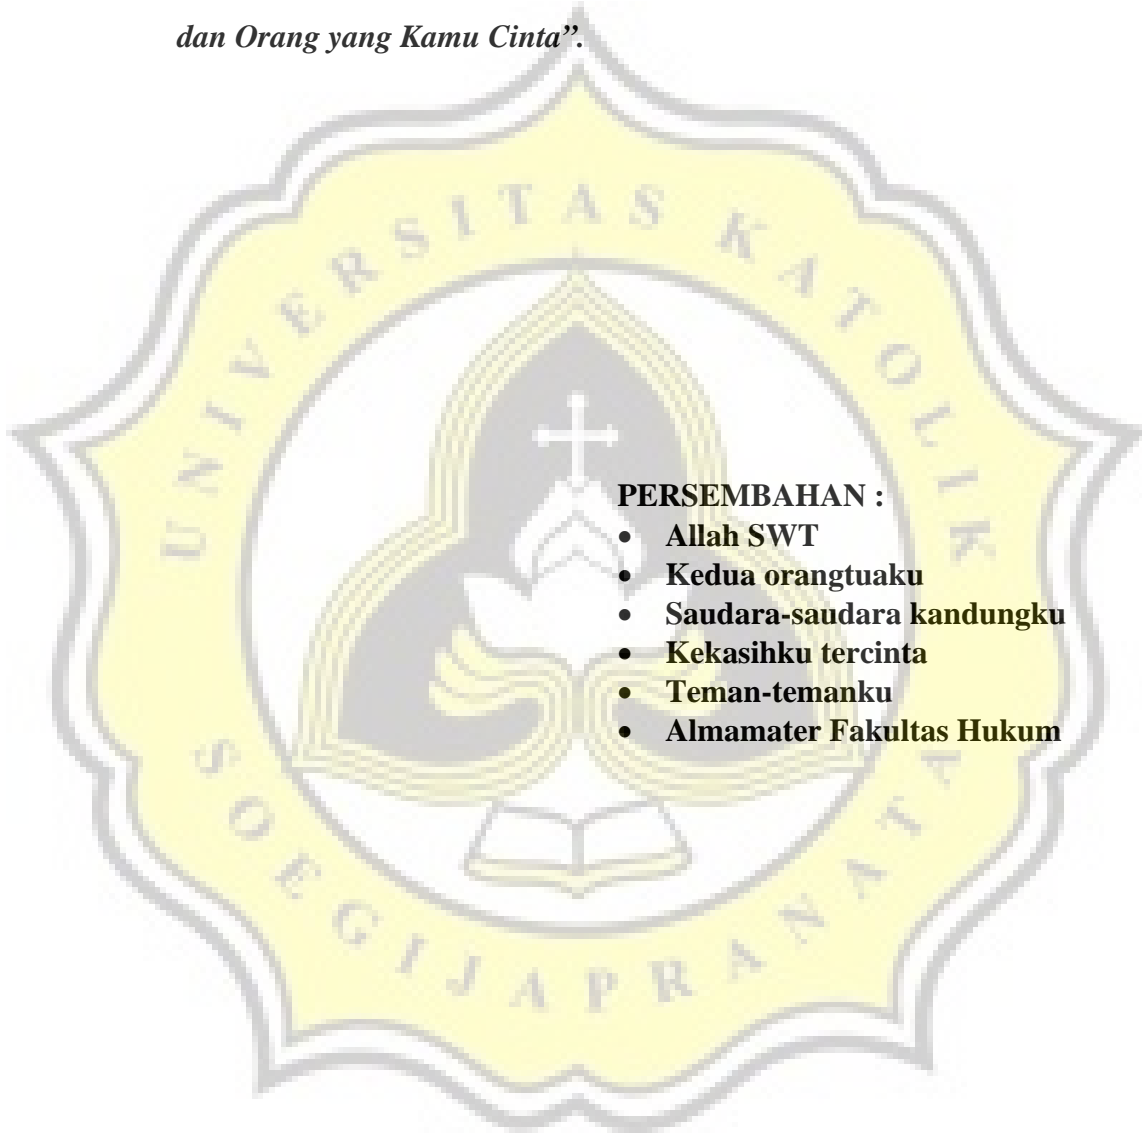 dan Orang yang Kamu Cinta”.
UNIVERSITAS KATOLIK
PERSEMBAHAN :
• Allah SWT
• Kedua orangtuaku
• Saudara-saudara kandungku
• Kekasihku tercinta
• Teman-temanku
• Almamater Fakultas Hukum
SOEGIJAPRANATA